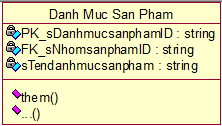 Danh Muc San Pham
PK_sDanhmucsanphamID : string
FK_sNhomsanphamID : string
sTendanhmucsanpham : string
them()
...()